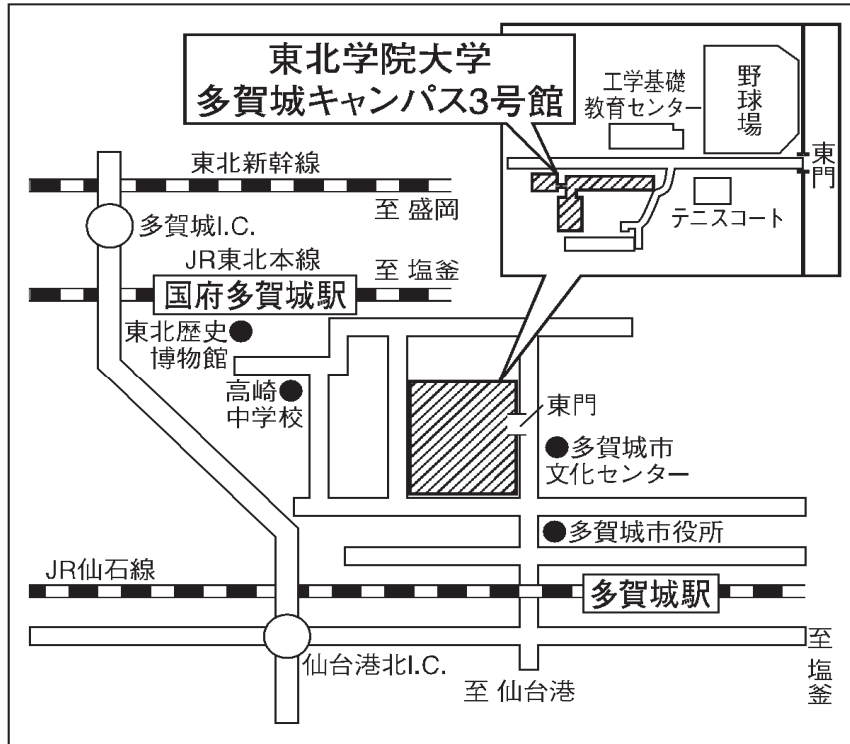 東北学院大学
多賀城キャンパス3号館
工学基礎
教育センター
野球場
東門
テニスコート
東北新幹線
至 盛岡
多賀城I.C.
JR東北本線
至 塩釜
国府多賀城駅
東北歴史
博物館
高崎
中学校
東門
多賀城市
文化センター
多賀城市役所
JR仙石線
多賀城駅
仙台港北I.C.
至 仙台港
至 塩釜